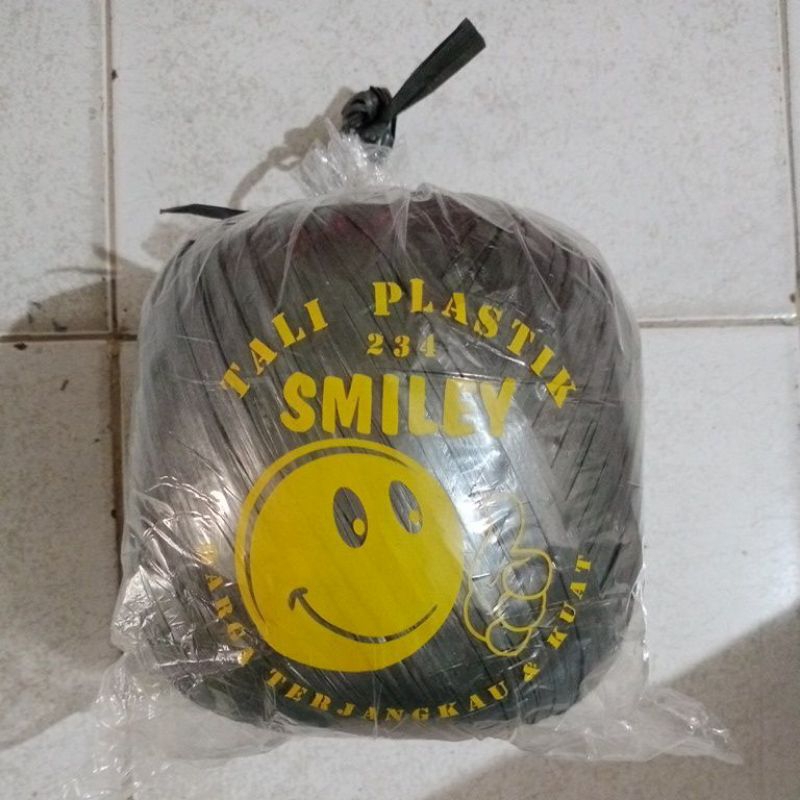 TALI PLASTIK
234
SMILEY
HARGA TERJANGKAU & KUAT